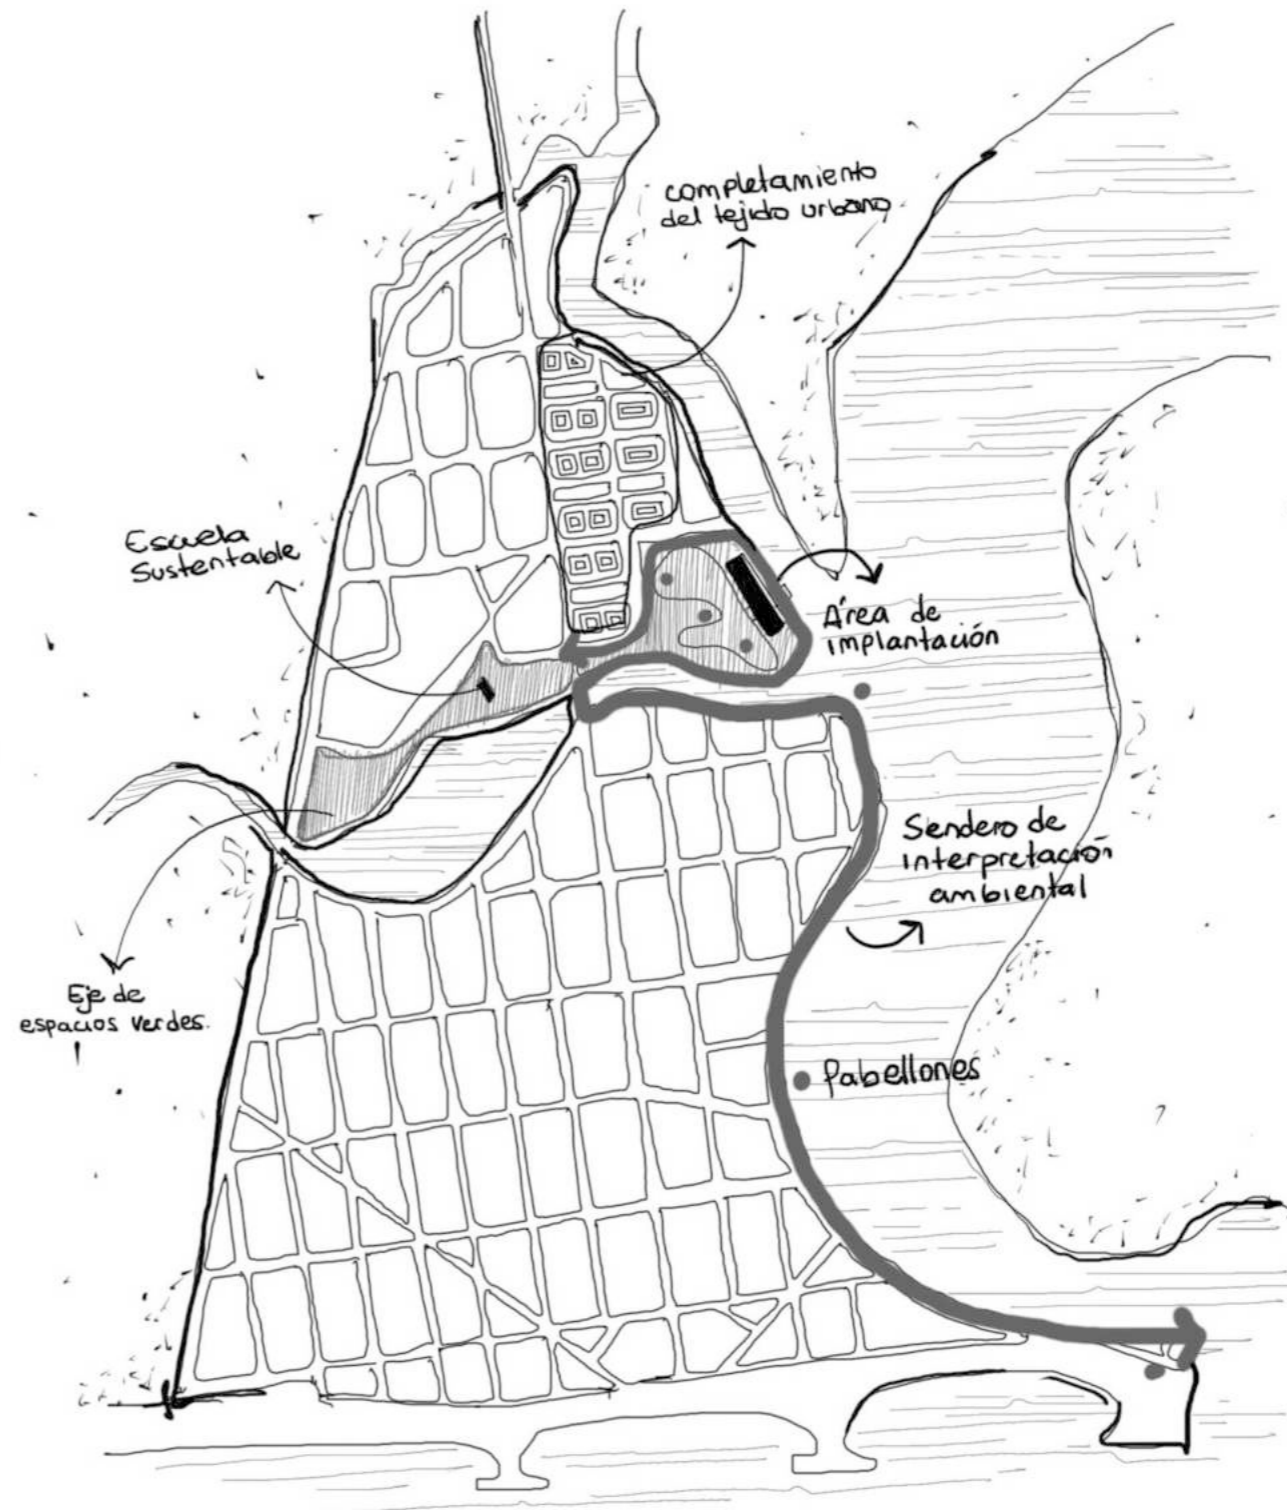 completamiento
del tejido urbano
Escuela
Sustentable
Área de
implantación
Sendero de
interpretación
ambiental
Eje de
espacios verdes.
Pabellones